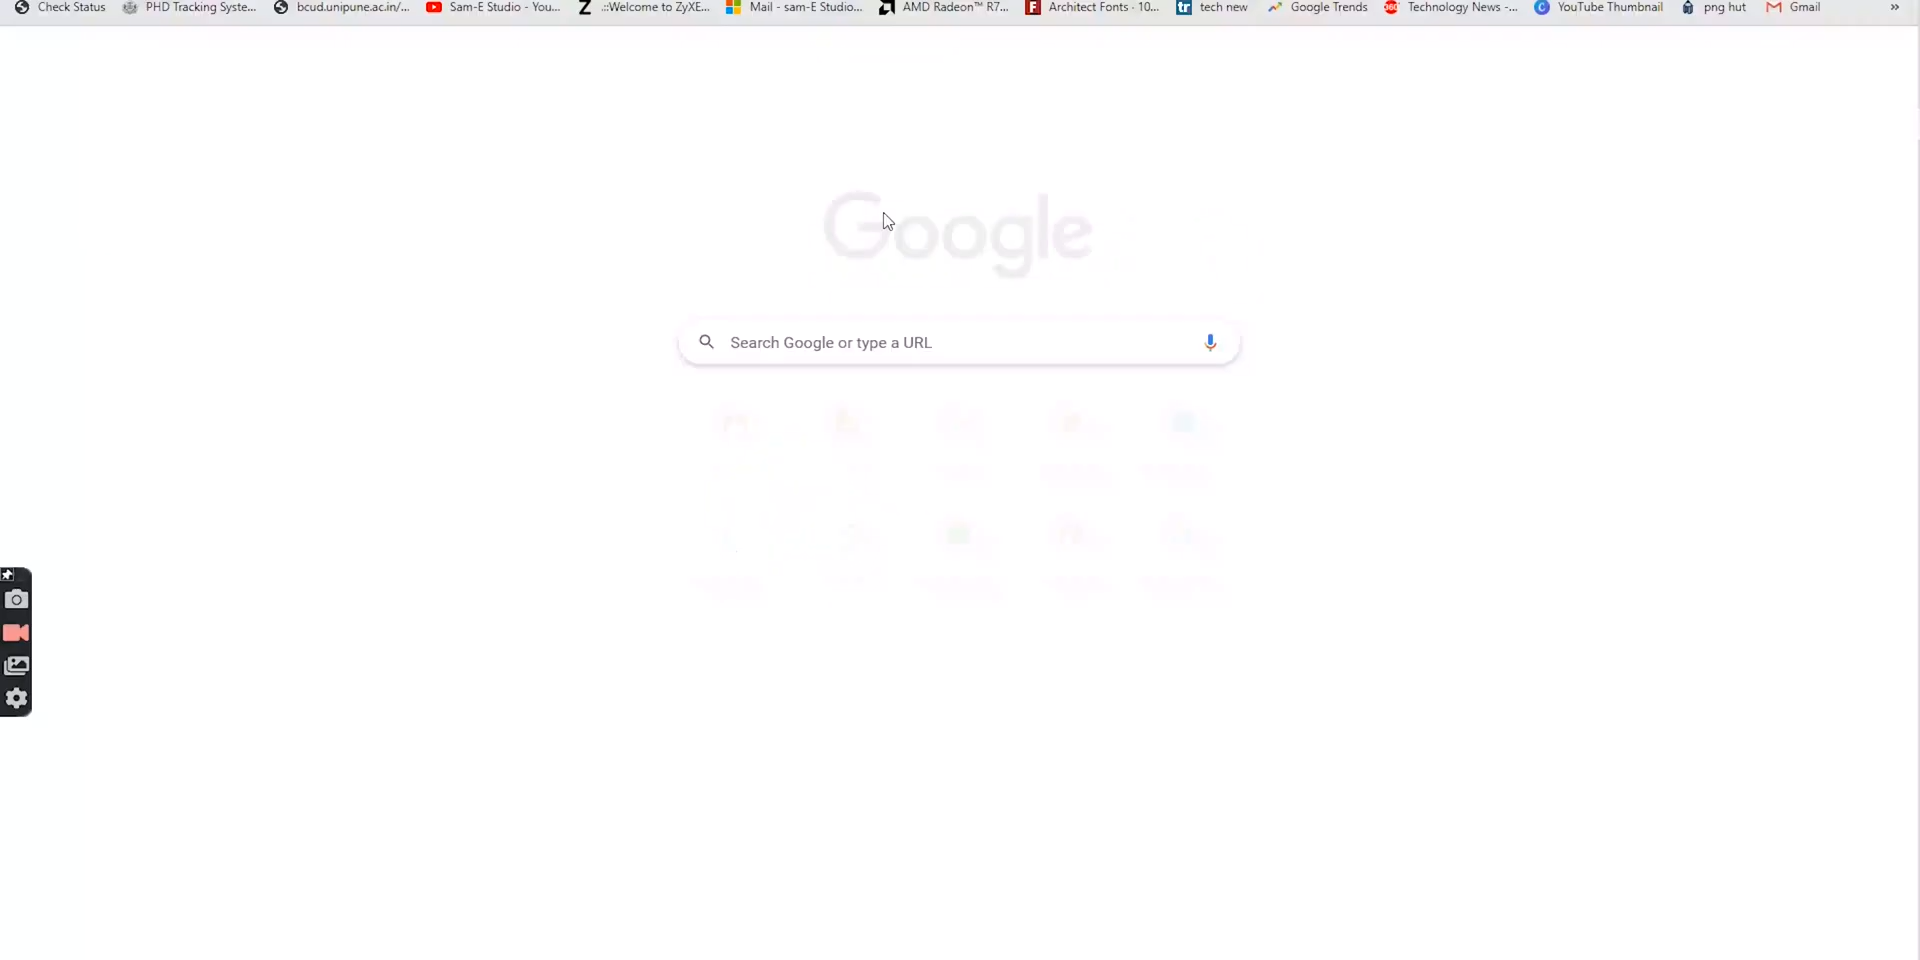 Check Status PHD Tracking Syste... bcud.unipune.ac.in/... Sam-E Studio - You... .::Welcome to ZyXE... Mail - sam-E Studio... AMD Radeon™ R7... Architect Fonts · 10... tr tech new Google Trends 360 Technology News -... YouTube Thumbnail png hut Gmail »
Google
Search Google or type a URL